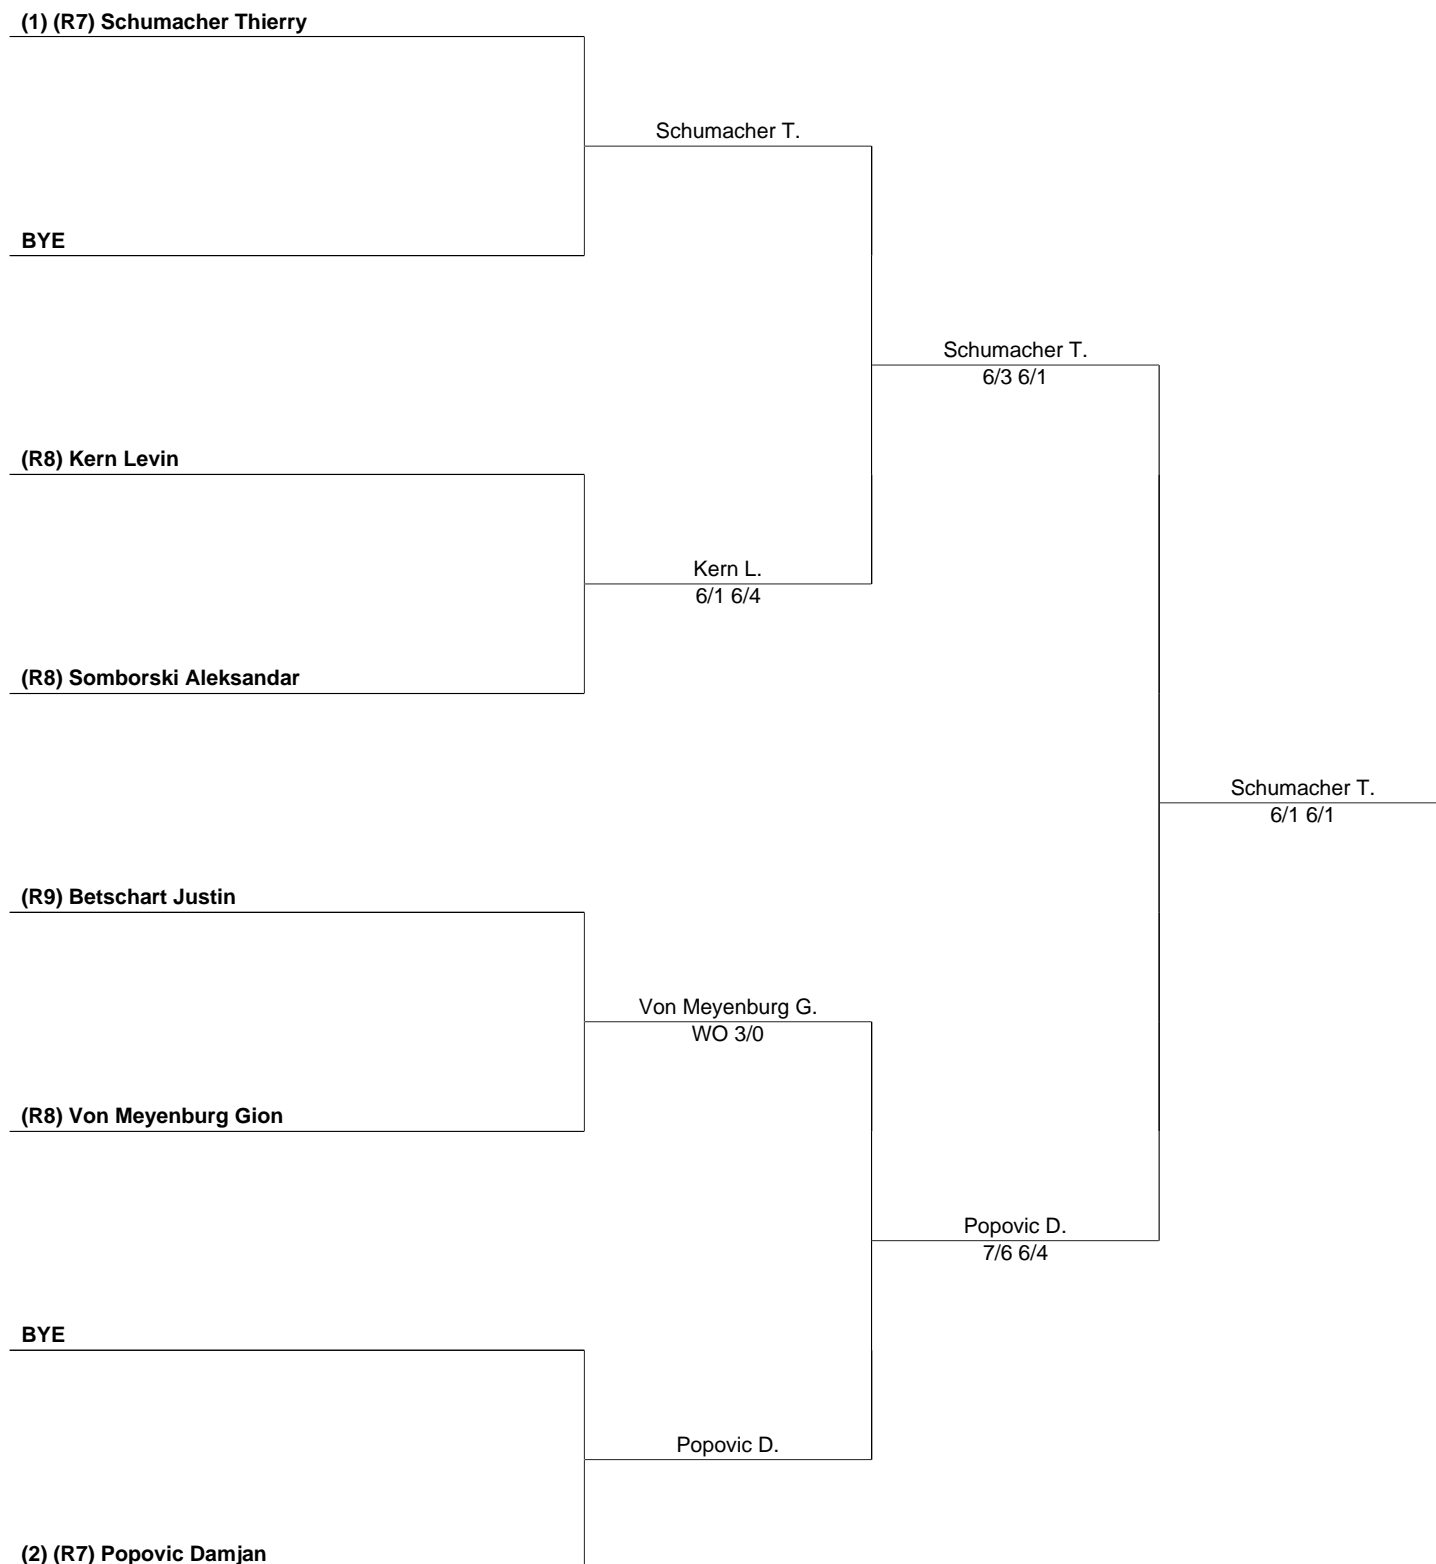 (1) (R7) Schumacher Thierry
Schumacher T.
BYE
Schumacher T.
6/3 6/1
(R8) Kern Levin
Kern L.
6/1 6/4
(R8) Somborski Aleksandar
Schumacher T.
6/1 6/1
(R9) Betschart Justin
Von Meyenburg G.
WO 3/0
(R8) Von Meyenburg Gion
Popovic D.
7/6 6/4
BYE
Popovic D.
(2) (R7) Popovic Damjan